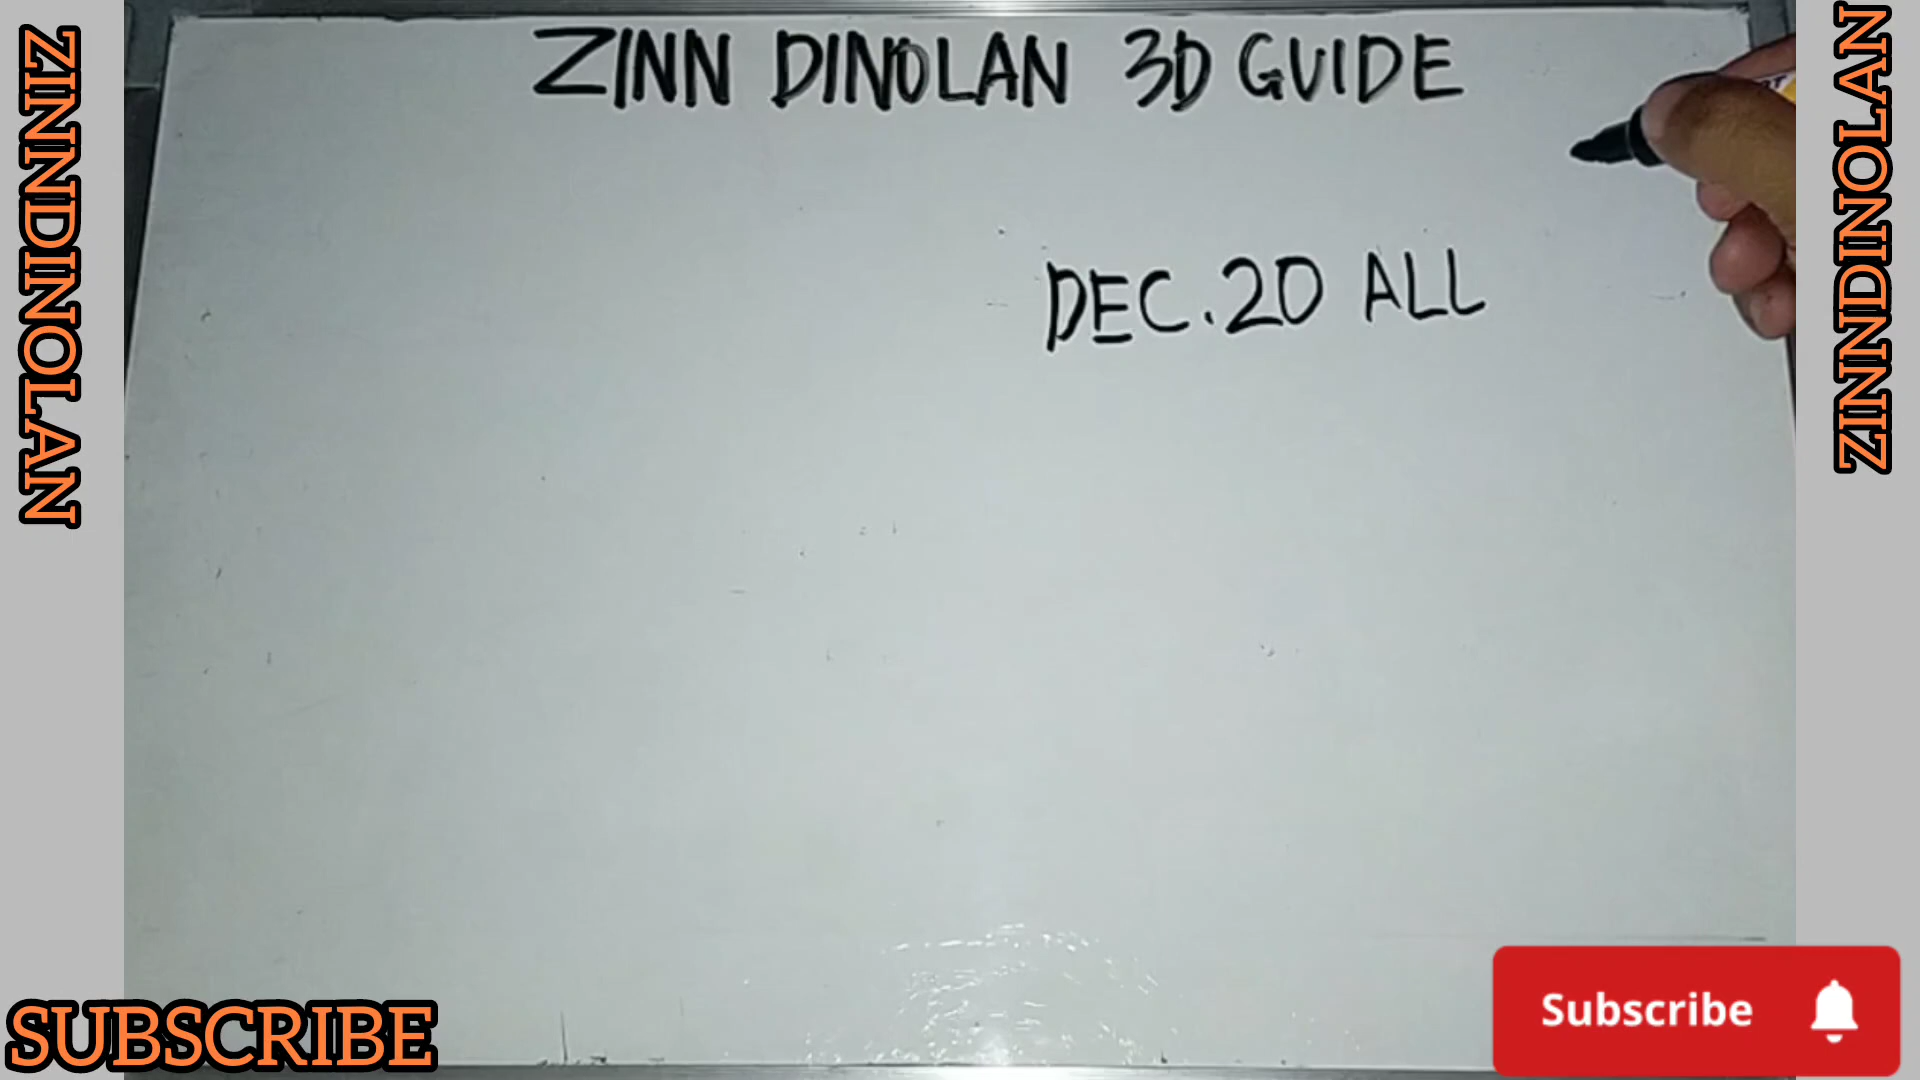 ZINN DINOLAN 3D GUIDE
DEC.20 ALL
ZINNDINOLAN
ZINNDINOLAN
SUBSCRIBE
Subscribe